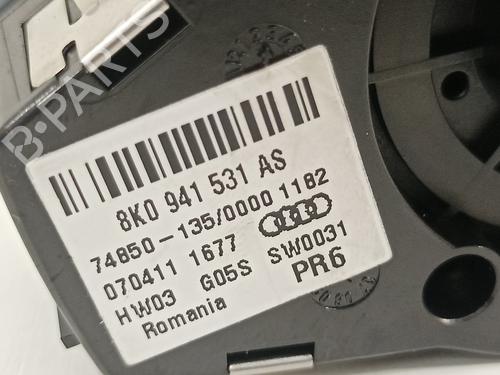 B-PARTS
8K0 941 531 AS
74650-135/0000 1182
070411 1677
HW03 G05S SW0031
Romania PR6